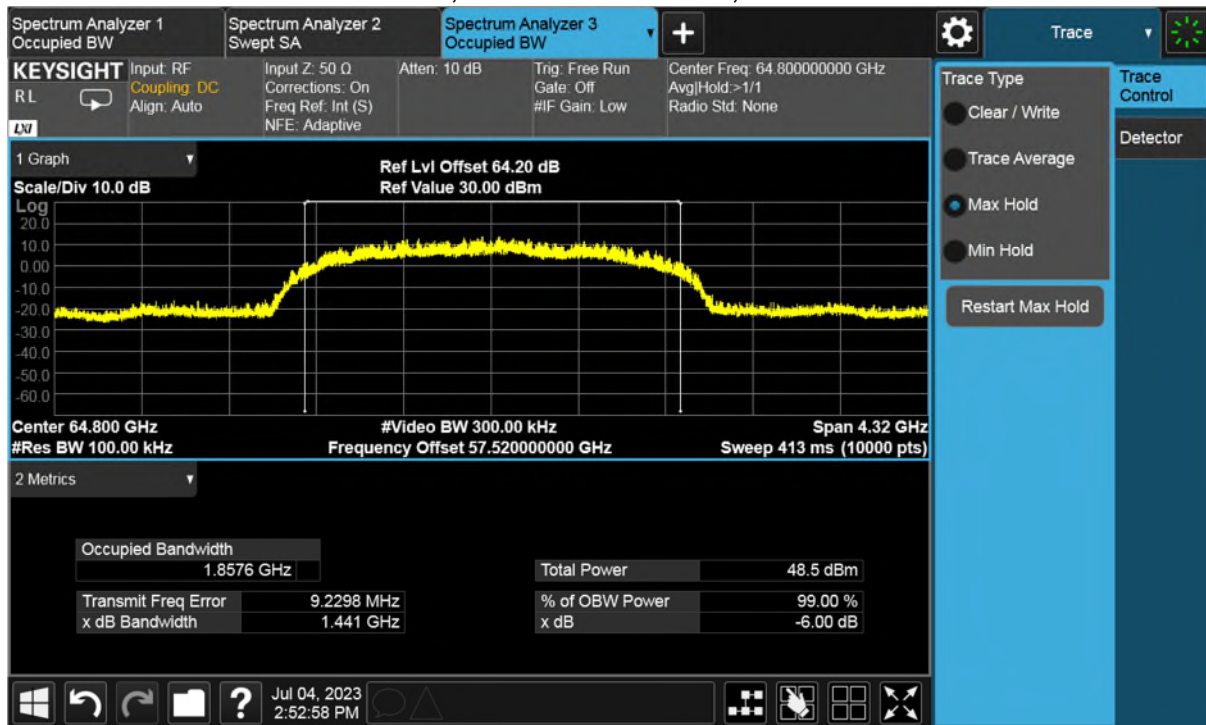 Spectrum Analyzer 1
Occupied BW
Spectrum Analyzer 2
Swept SA
Spectrum Analyzer 3
Occupied BW
Trace
KEYSIGHT
RL
LXI
Input: RF
Coupling: DC
Align: Auto
Input Z: 50 Ω
Corrections: On
Freq Ref: Int (S)
NFE: Adaptive
Atten: 10 dB
Trig: Free Run
Gate: Off
#IF Gain: Low
Center Freq: 64.800000000 GHz
Avg|Hold:>1/1
Radio Std: None
Trace Type
Clear / Write
Trace Average
Max Hold
Min Hold
Restart Max Hold
Trace
Control
Detector
1 Graph
Scale/Div 10.0 dB
Ref Lvl Offset 64.20 dB
Ref Value 30.00 dBm
Log
20.0
10.0
0.00
-10.0
-20.0
-30.0
-40.0
-50.0
-60.0
Center 64.800 GHz
#Video BW 300.00 kHz
Span 4.32 GHz
#Res BW 100.00 kHz
Frequency Offset 57.520000000 GHz
Sweep 413 ms (10000 pts)
2 Metrics
Occupied Bandwidth
1.8576 GHz
Total Power 48.5 dBm
Transmit Freq Error 9.2298 MHz
% of OBW Power 99.00 %
x dB Bandwidth 1.441 GHz
x dB -6.00 dB
?
Jul 04, 2023
2:52:58 PM